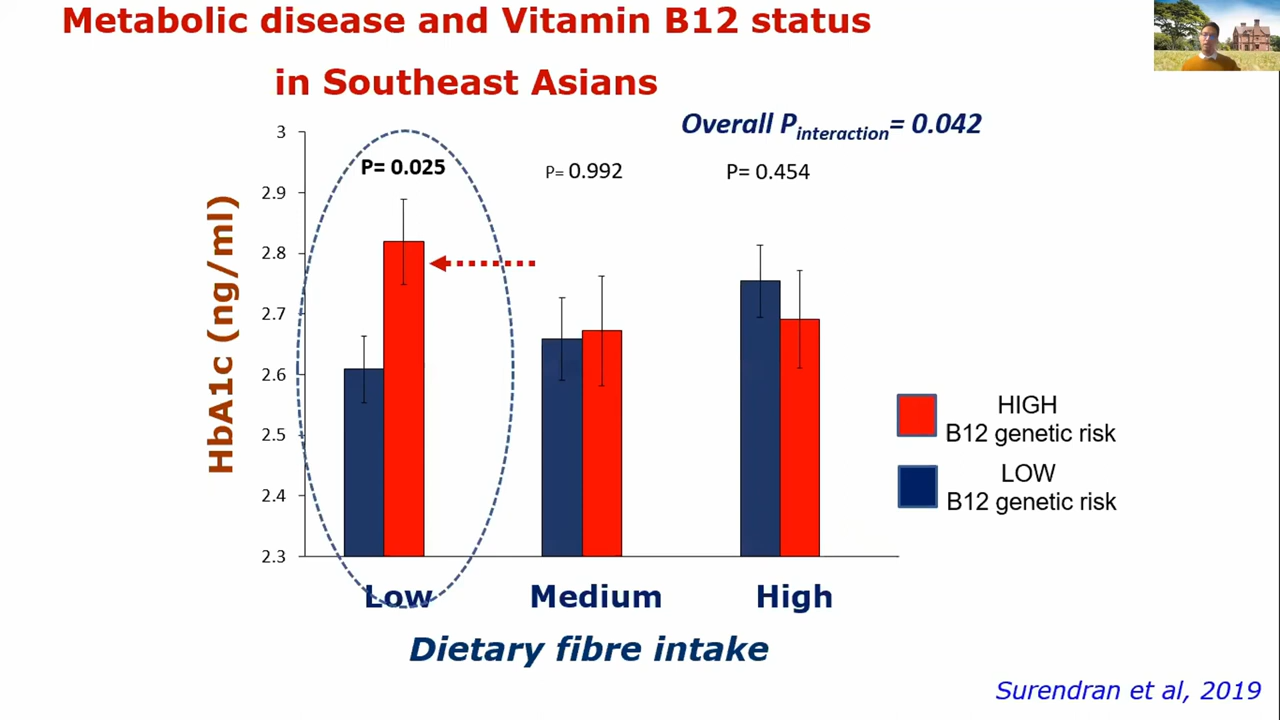 Metabolic disease and Vitamin B12 status
in Southeast Asians
Overall Pinteraction= 0.042
P= 0.025
P= 0.992
P= 0.454
HbA1c (ng/ml)
3
2.9
2.8
2.7
2.6
2.5
2.4
2.3
HIGH
B12 genetic risk
LOW
B12 genetic risk
Low
Medium
High
Dietary fibre intake
Surendran et al, 2019